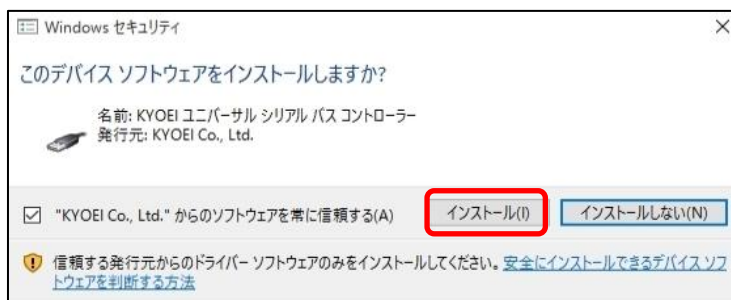 Windows セキュリティ
このデバイス ソフトウェアをインストールしますか?
名前: KYOEI ユニバーサル シリアル バス コントローラー
発行元: KYOEI Co., Ltd.
"KYOEI Co., Ltd." からのソフトウェアを常に信頼する(A)　インストール(I)　インストールしない(N)
信頼する発行元からのドライバー ソフトウェアのみをインストールしてください。安全にインストールできるデバイス ソフ
トウェアを判断する方法